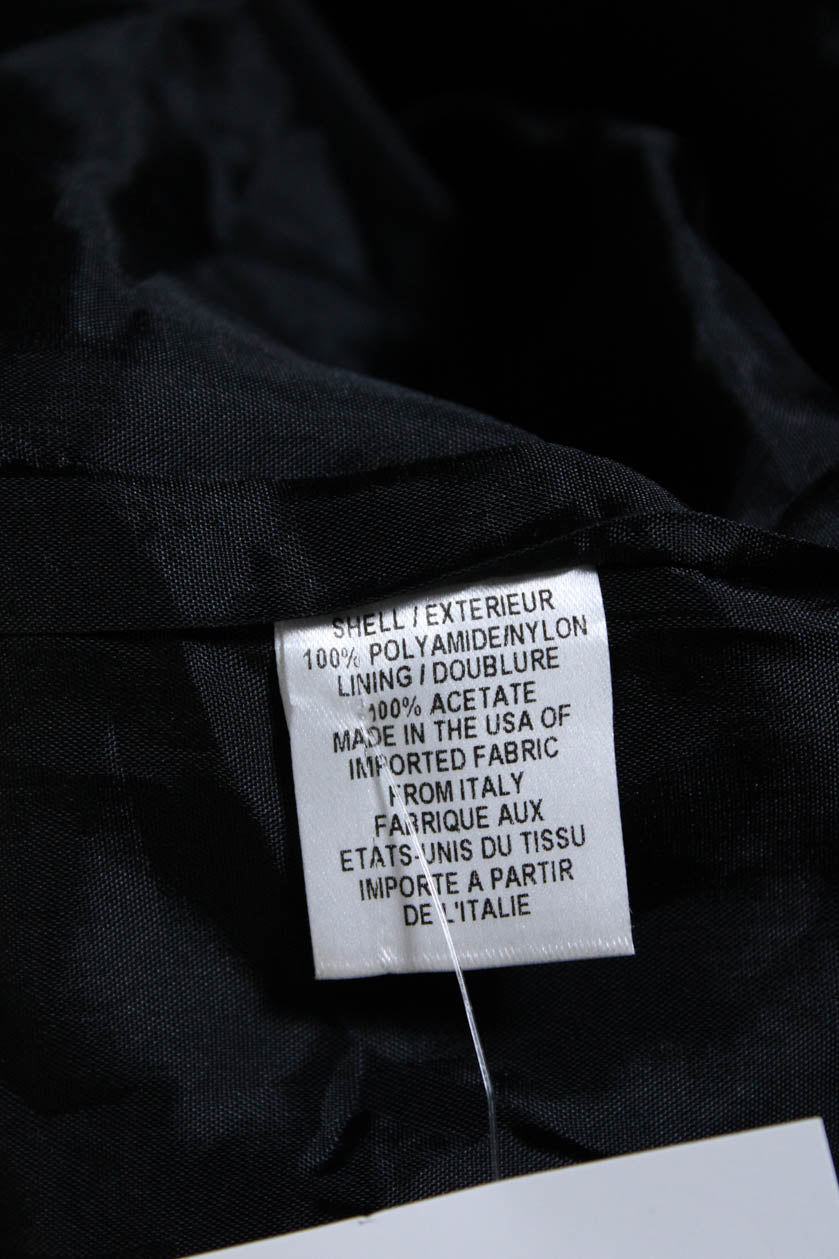 SHELL / EXTERIEUR
100% POLYAMIDE/NYLON
LINING / DOUBLURE
100% ACETATE
MADE IN THE USA OF
IMPORTED FABRIC
FROM ITALY
FABRIQUE AUX
ETATS-UNIS DU TISSU
IMPORTE A PARTIR
DE L'ITALIE